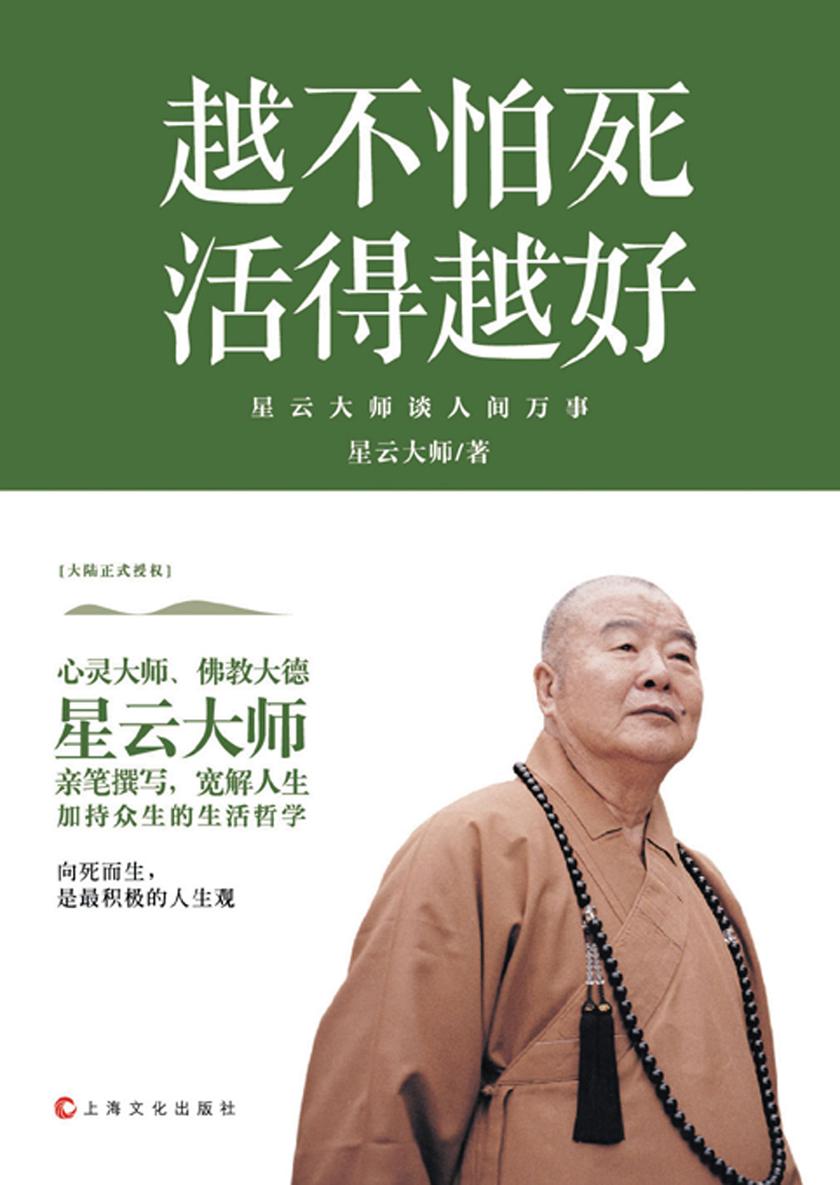 越不怕死
活得越好
星云大师谈人间万事
星云大师/著
[大陆正式授权]
心灵大师、佛教大德
星云大师
亲笔撰写，宽解人生
加持众生的生活哲学
向死而生，
是最积极的人生观
上海文化出版社